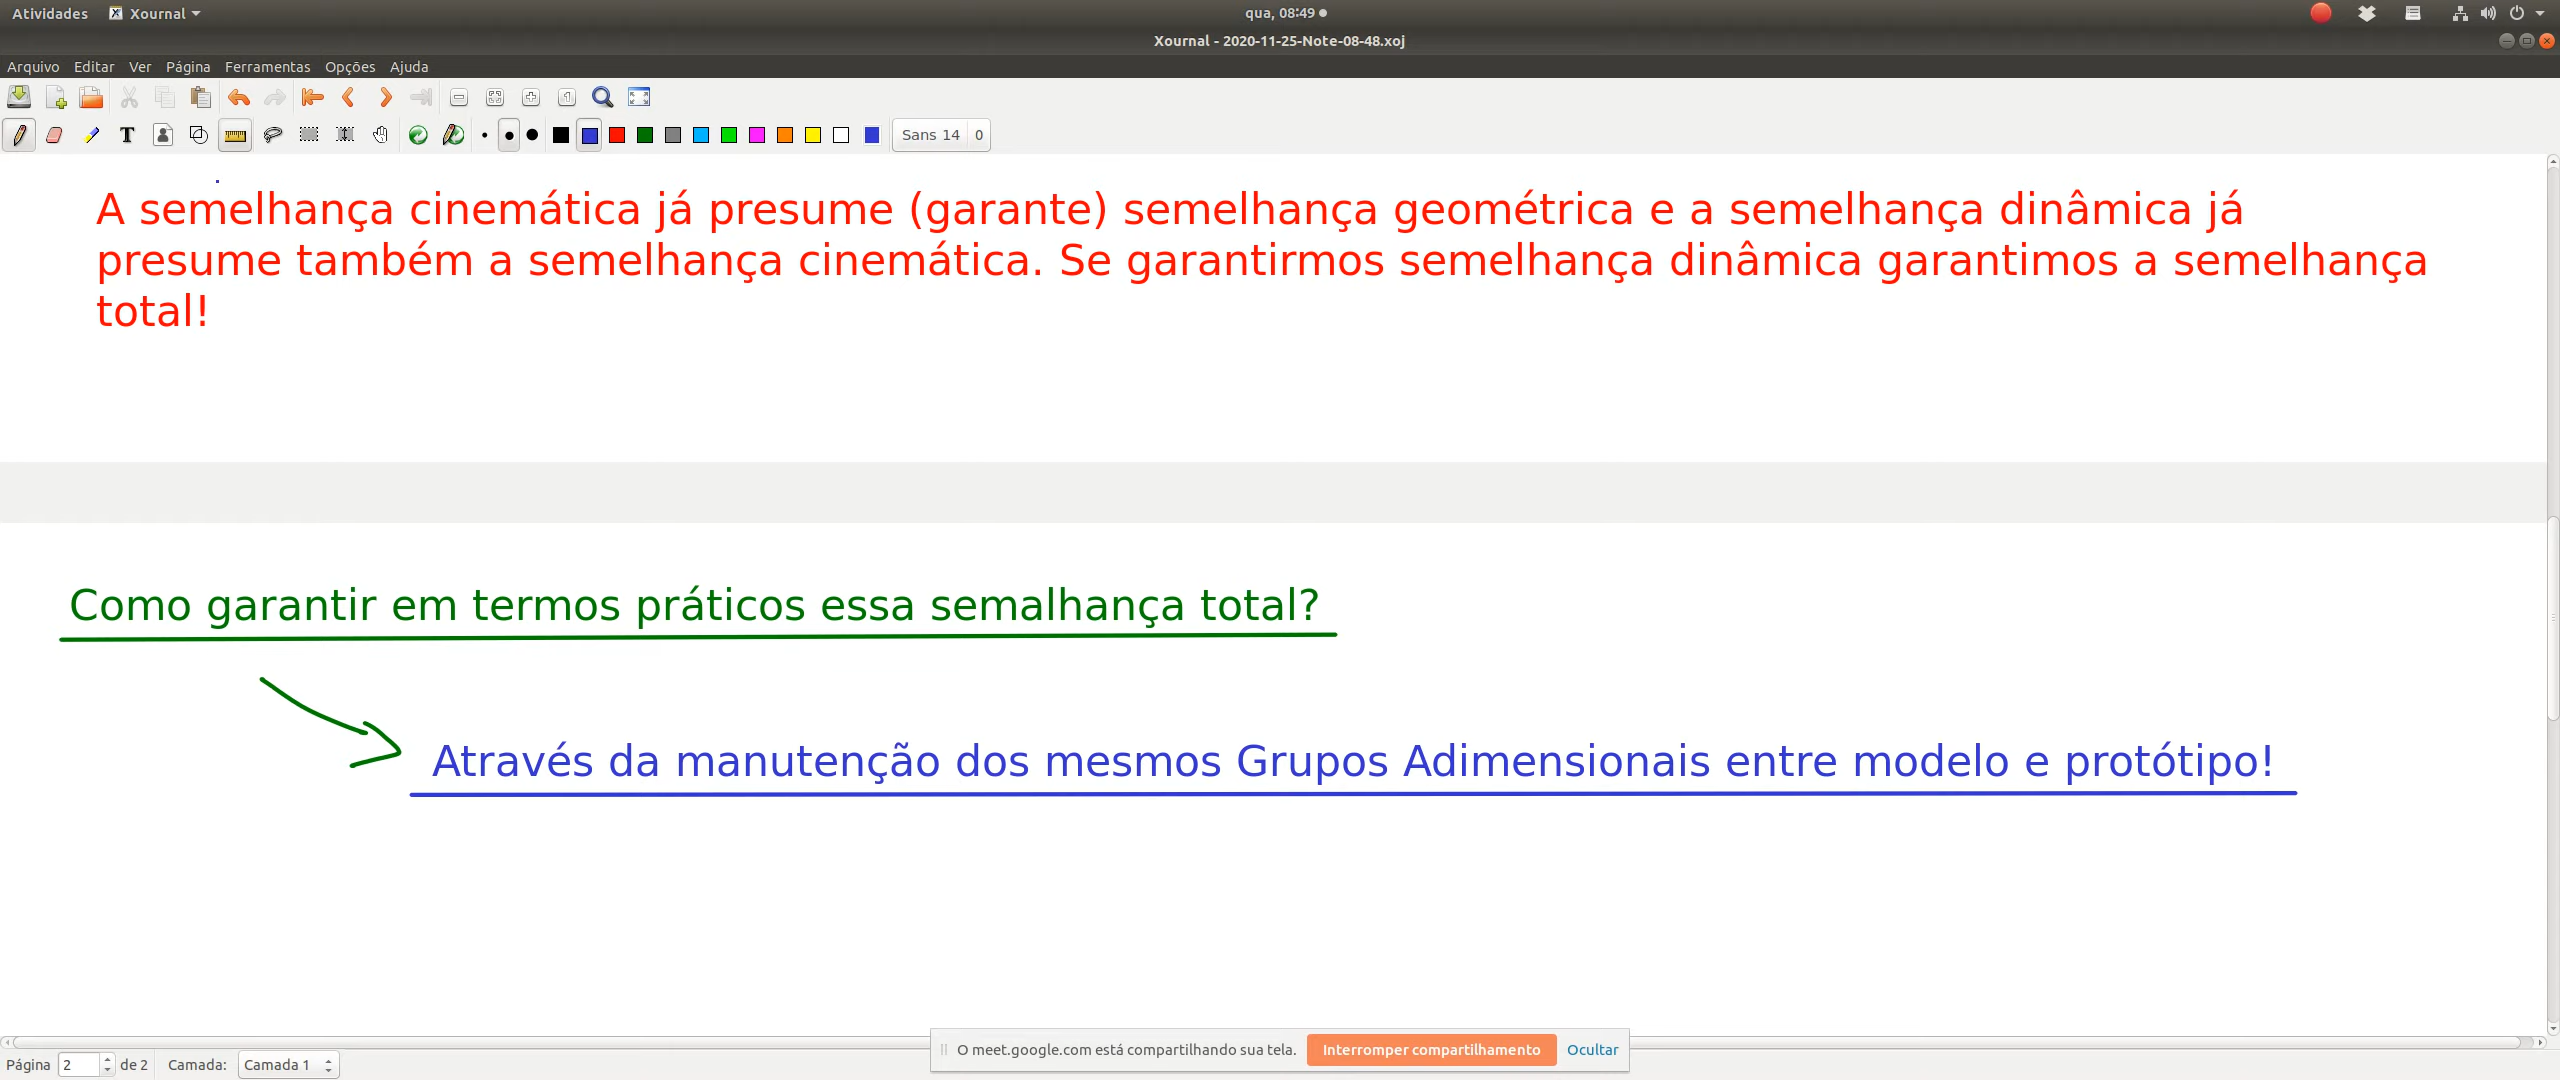 Atividades Xournal qua, 08:49
Xournal - 2020-11-25-Note-08-48.xoj
Arquivo Editar Ver Página Ferramentas Opções Ajuda
T Sans 14 0
A semelhança cinemática já presume (garante) semelhança geométrica e a semelhança dinâmica já
presume também a semelhança cinemática. Se garantirmos semelhança dinâmica garantimos a semelhança
total!
Como garantir em termos práticos essa semalhança total?
Através da manutenção dos mesmos Grupos Adimensionais entre modelo e protótipo!
O meet.google.com está compartilhando sua tela. Interromper compartilhamento Ocultar
Página 2 de 2 Camada: Camada 1